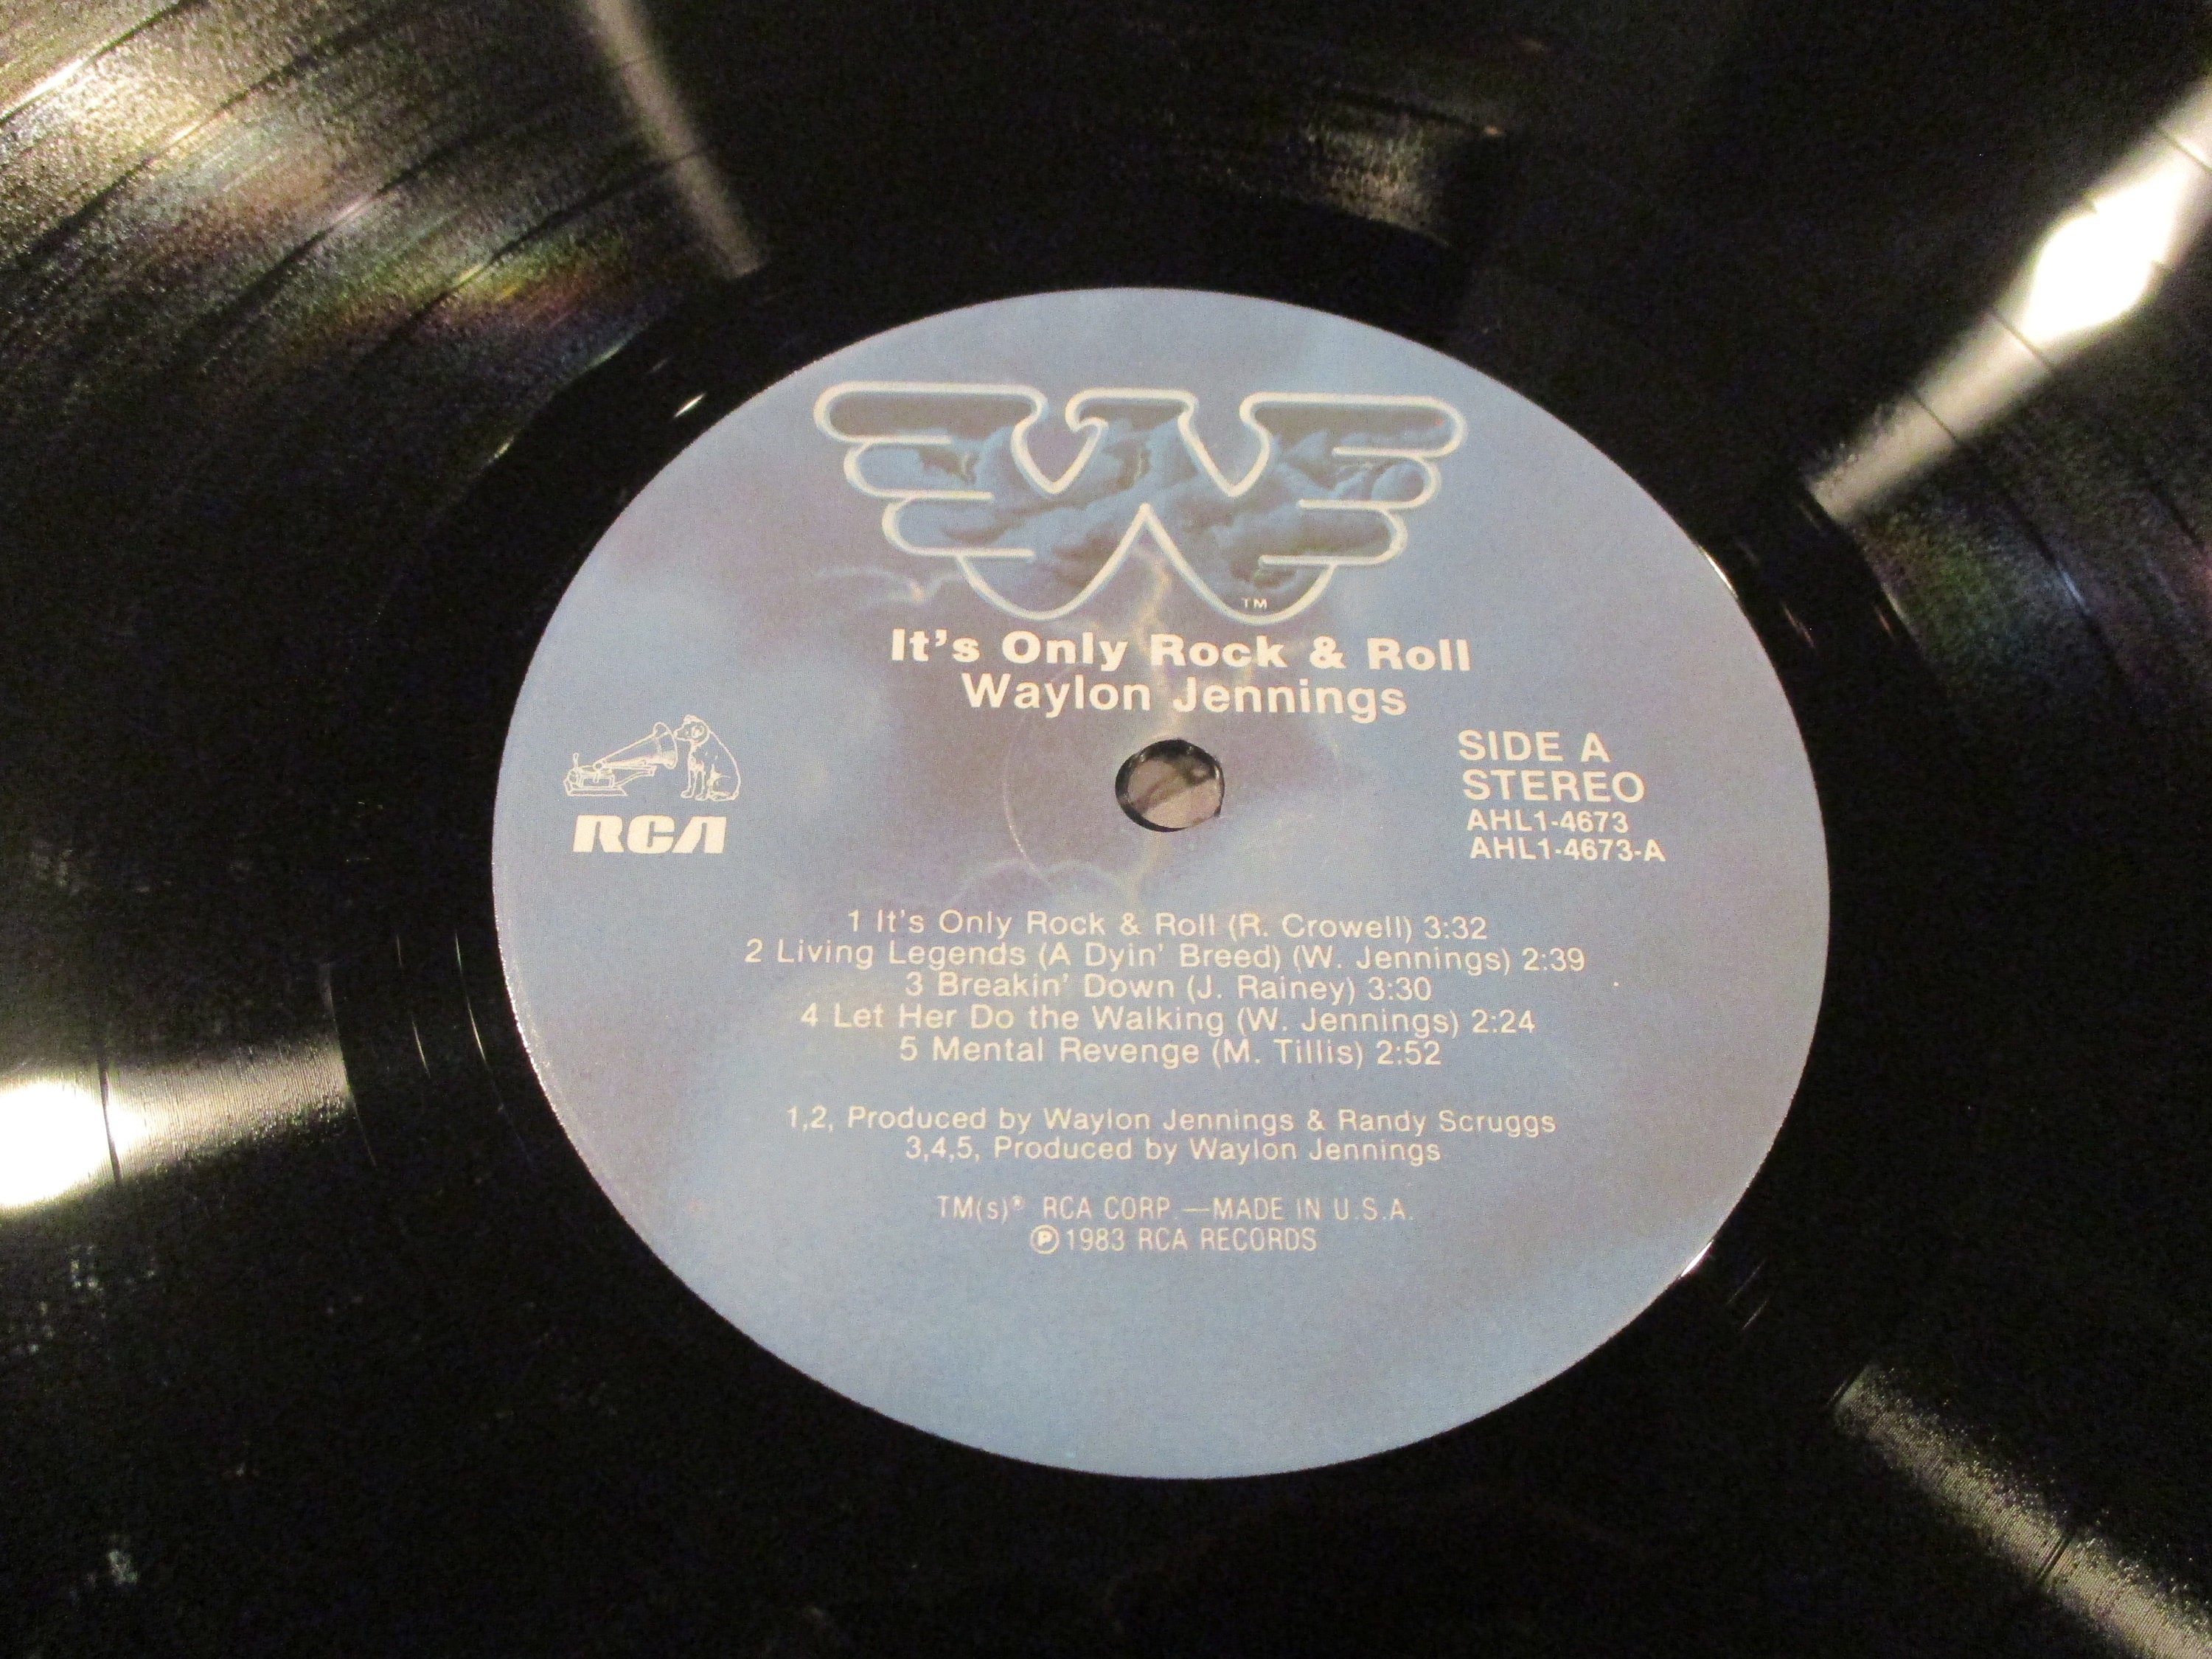 TM
It's Only Rock & Roll
Waylon Jennings
RCA
SIDE A
STEREO
AHL1-4673
AHL1-4673-A
1 It's Only Rock & Roll (R. Crowell) 3:32
2 Living Legends (A Dyin' Breed) (W. Jennings) 2:39
3 Breakin' Down (J. Rainey) 3:30
4 Let Her Do the Walking (W. Jennings) 2:24
5 Mental Revenge (M. Tillis) 2:52
1,2, Produced by Waylon Jennings & Randy Scruggs
3,4,5, Produced by Waylon Jennings
TM(s)® RCA CORP.—MADE IN U.S.A.
℗1983 RCA RECORDS